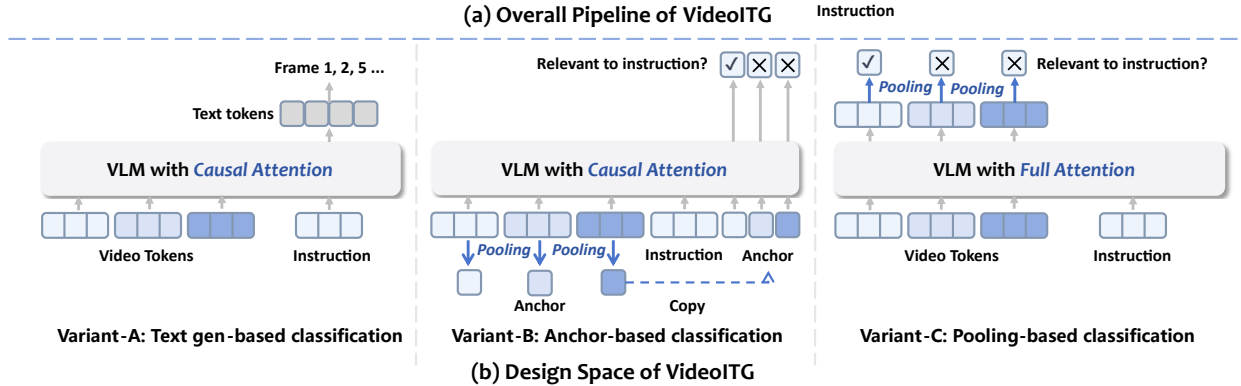 (a) Overall Pipeline of VideoITG
Instruction
Frame 1, 2, 5 ...
Text tokens
VLM with Causal Attention
Video Tokens
Instruction
Variant-A: Text gen-based classification
Relevant to instruction?
VLM with Causal Attention
Pooling
Pooling
Instruction
Anchor
Anchor
Copy
Variant-B: Anchor-based classification
Relevant to instruction?
Pooling
Pooling
VLM with Full Attention
Video Tokens
Instruction
Variant-C: Pooling-based classification
(b) Design Space of VideoITG